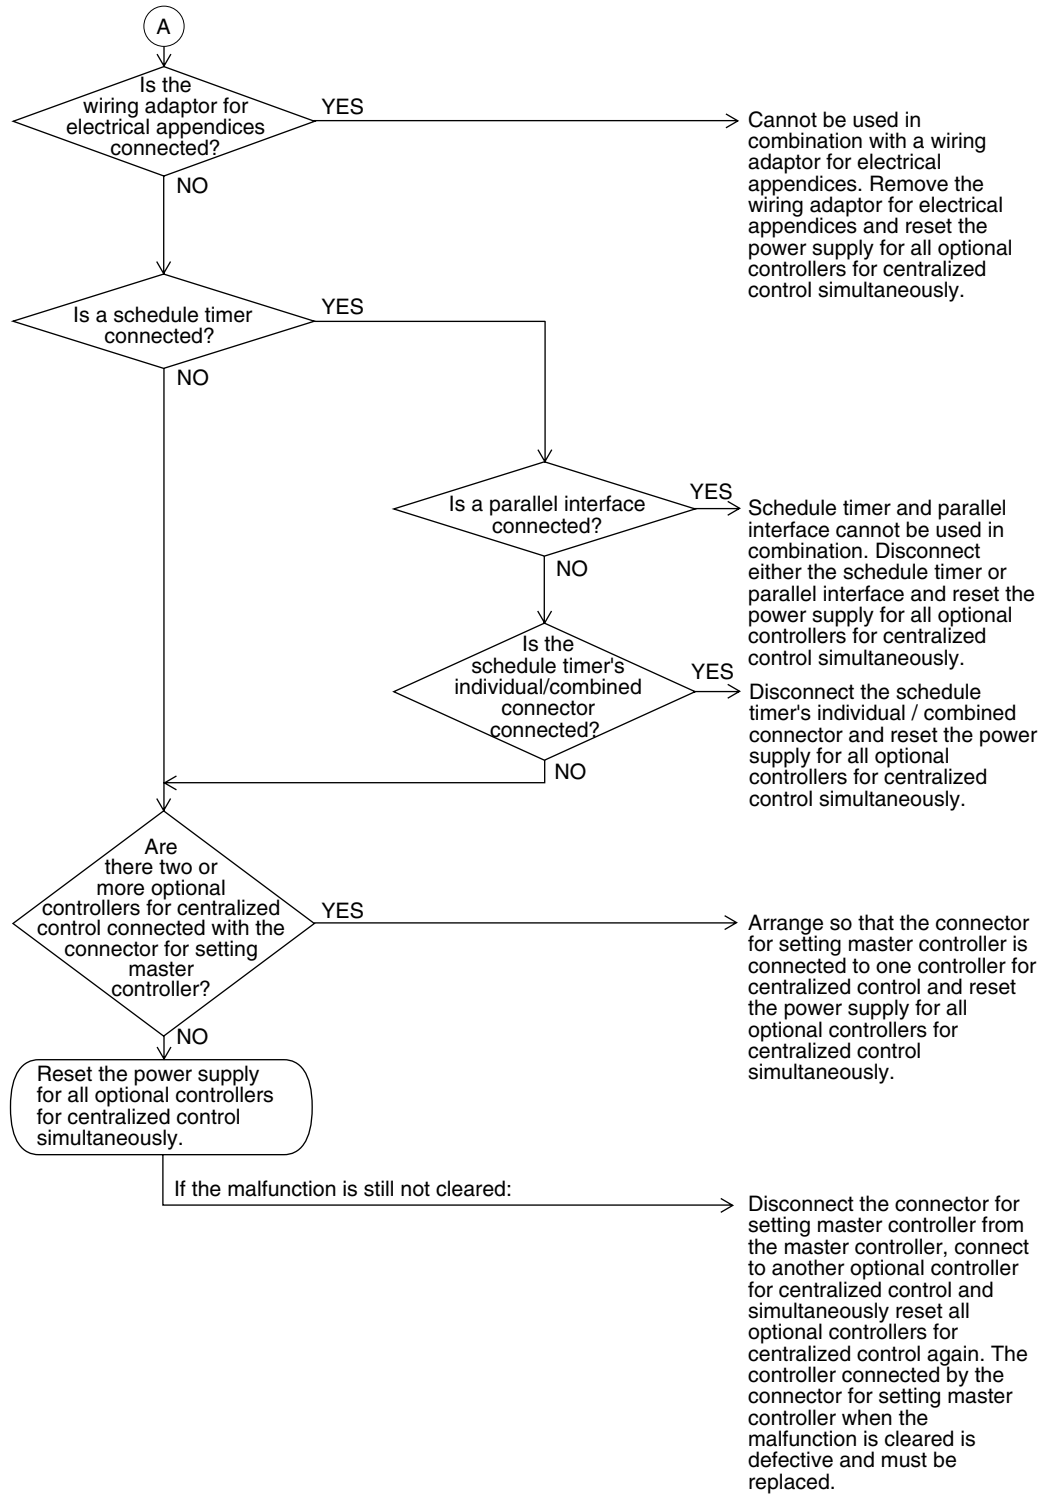 A
Is the
wiring adaptor for
electrical appendices
connected?
YES
Cannot be used in
combination with a wiring
adaptor for electrical
appendices. Remove the
wiring adaptor for electrical
appendices and reset the
power supply for all optional
controllers for centralized
control simultaneously.
NO
Is a schedule timer
connected?
YES
NO
Is a parallel interface
connected?
YES
Schedule timer and parallel
interface cannot be used in
combination. Disconnect
either the schedule timer or
parallel interface and reset the
power supply for all optional
controllers for centralized
control simultaneously.
NO
Is the
schedule timer's
individual/combined
connector
connected?
YES
Disconnect the schedule
timer's individual / combined
connector and reset the power
supply for all optional
controllers for centralized
control simultaneously.
NO
Are
there two or
more optional
controllers for centralized
control connected with the
connector for setting
master
controller?
YES
Arrange so that the connector
for setting master controller is
connected to one controller for
centralized control and reset
the power supply for all
optional controllers for
centralized control
simultaneously.
NO
Reset the power supply
for all optional controllers
for centralized control
simultaneously.
If the malfunction is still not cleared:
Disconnect the connector for
setting master controller from
the master controller, connect
to another optional controller
for centralized control and
simultaneously reset all
optional controllers for
centralized control again. The
controller connected by the
connector for setting master
controller when the
malfunction is cleared is
defective and must be
replaced.